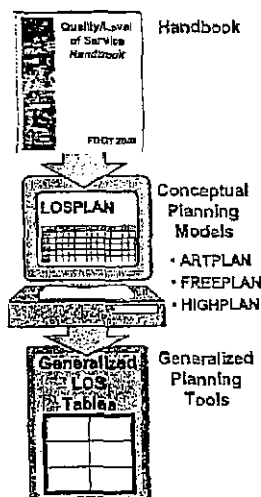 Quality/Level
of Service
Handbook
Handbook
FDOT
LOSPLAN
Conceptual
Planning
Models
• ARTPLAN
• FREEPLAN
• HIGHPLAN
Generalized
LOS
Tables
Generalized
Planning
Tools